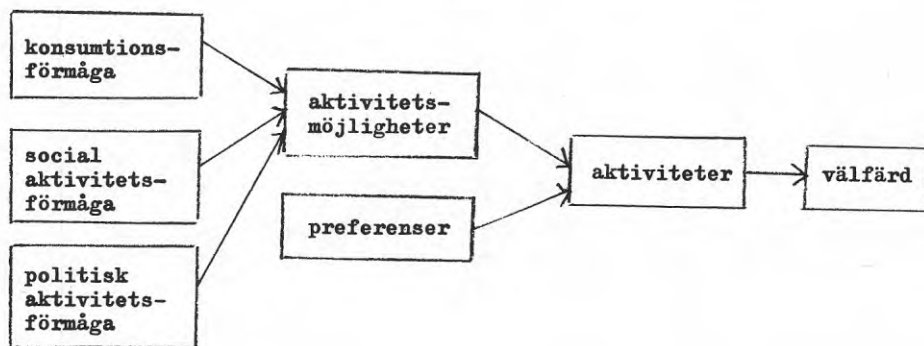 konsumtions-
förmåga
social
aktivitets-
förmåga
politisk
aktivitets-
förmåga
aktivitets-
möjligheter
preferenser
aktiviteter
välfärd